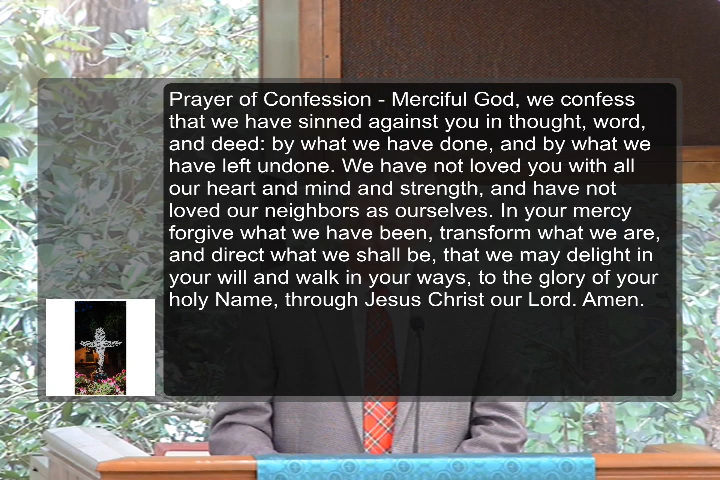 Prayer of Confession - Merciful God, we confess
that we have sinned against you in thought, word,
and deed: by what we have done, and by what we
have left undone. We have not loved you with all
our heart and mind and strength, and have not
loved our neighbors as ourselves. In your mercy
forgive what we have been, transform what we are,
and direct what we shall be, that we may delight in
your will and walk in your ways, to the glory of your
holy Name, through Jesus Christ our Lord. Amen.